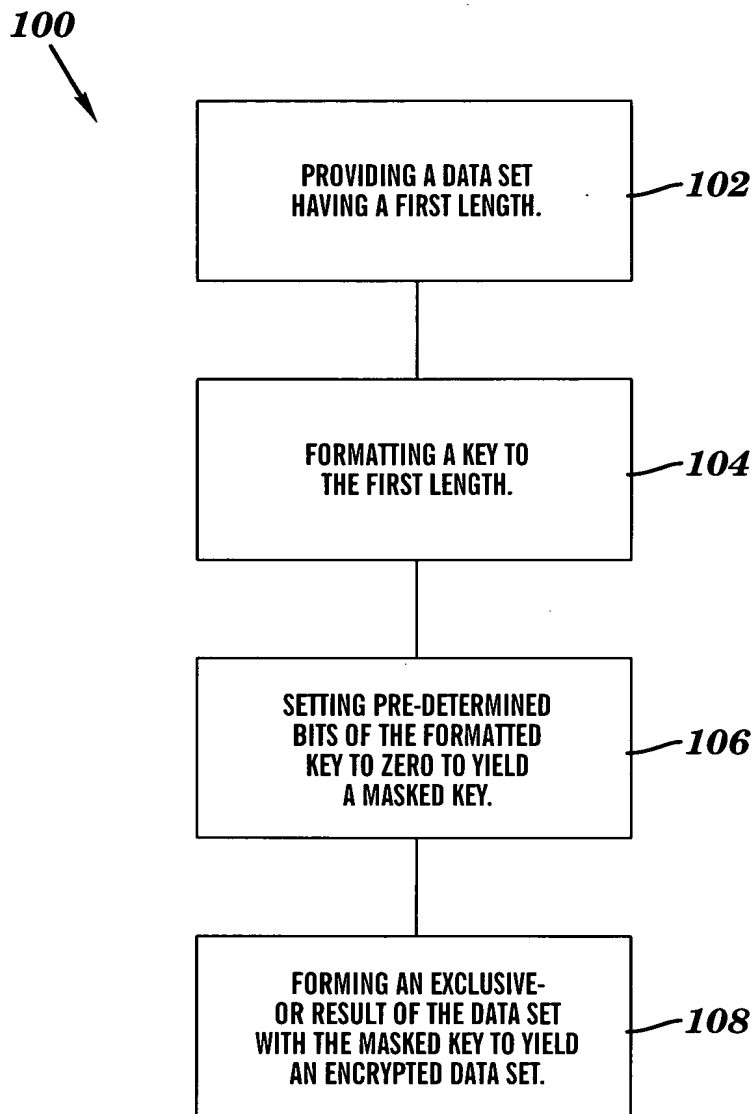 100
PROVIDING A DATA SET
HAVING A FIRST LENGTH.
102
FORMATTING A KEY TO
THE FIRST LENGTH.
104
SETTING PRE-DETERMINED
BITS OF THE FORMATTED
KEY TO ZERO TO YIELD
A MASKED KEY.
106
FORMING AN EXCLUSIVE-
OR RESULT OF THE DATA SET
WITH THE MASKED KEY TO YIELD
AN ENCRYPTED DATA SET.
108